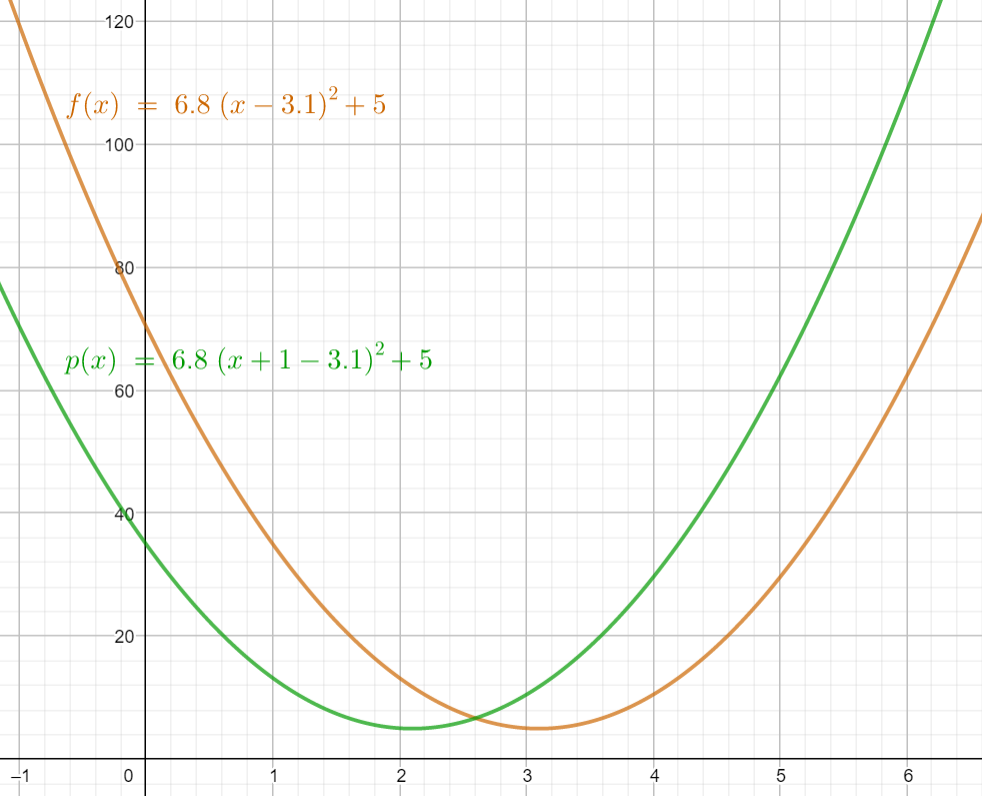 120
f(x) = 6.8 (x − 3.1)² + 5
100
80
p(x) = 6.8 (x + 1 − 3.1)² + 5
60
40
20
–1 0 1 2 3 4 5 6